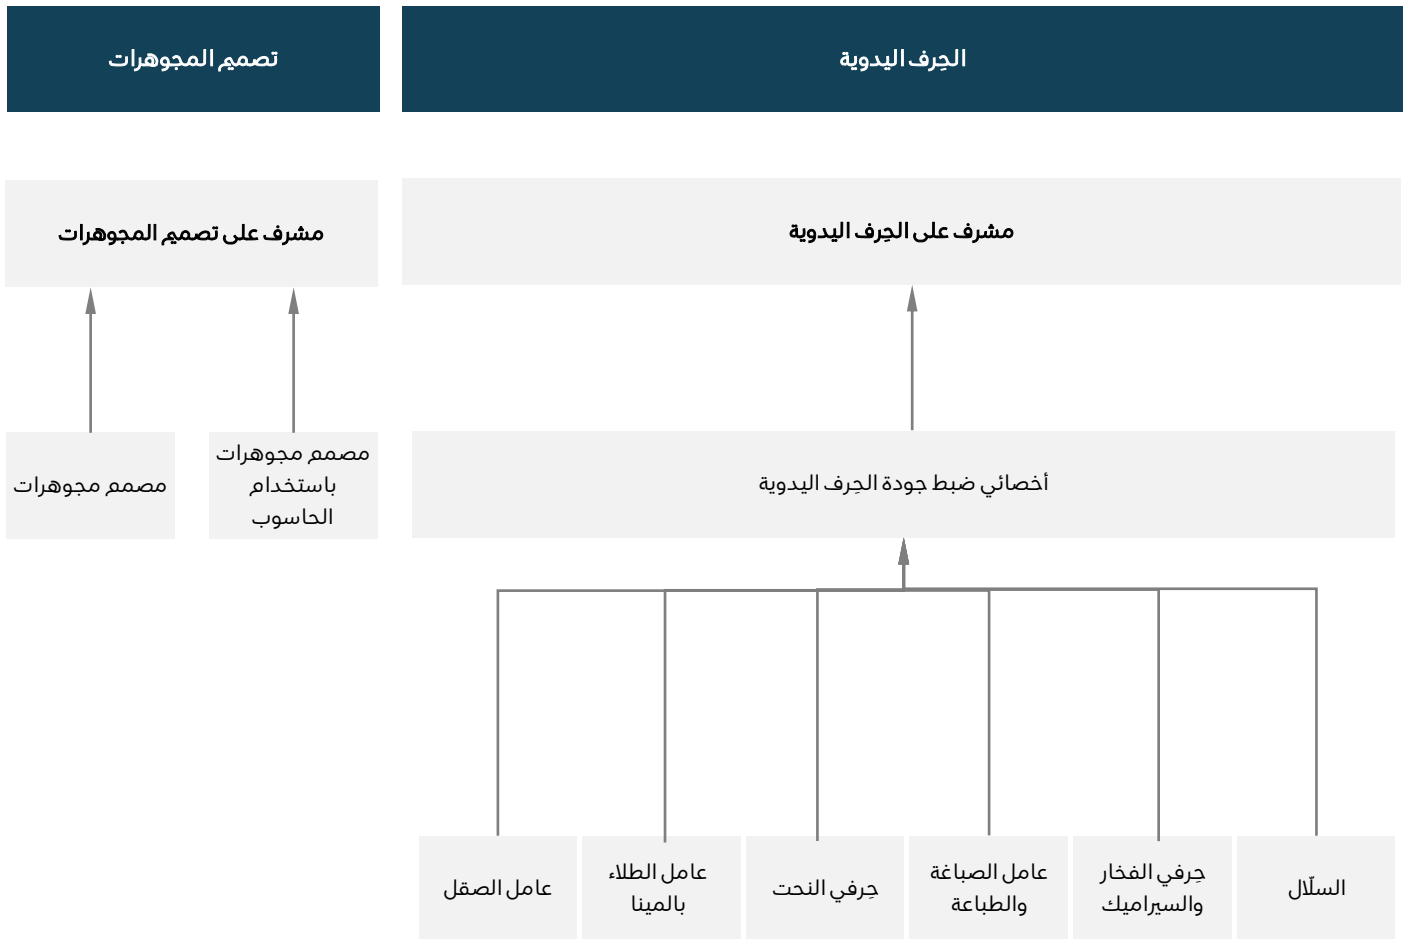 الحِرف اليدوية
تصميم المجوهرات
مشرف على الحِرف اليدوية
مشرف على تصميم المجوهرات
أخصائي ضبط جودة الحِرف اليدوية
مصمم مجوهرات
باستخدام
الحاسوب
مصمم مجوهرات
السلّال
حِرفي الفخار
والسيراميك
عامل الصباغة
والطباعة
حِرفي النحت
عامل الطلاء
بالمينا
عامل الصقل